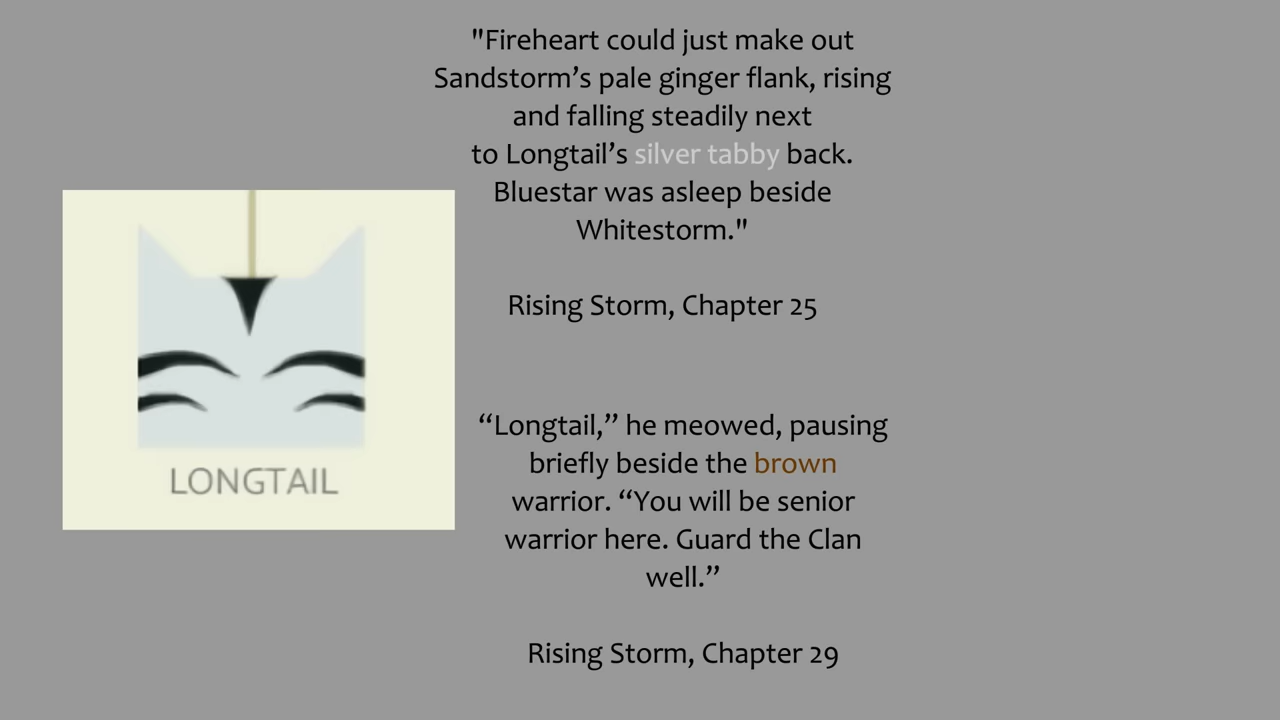 "Fireheart could just make out
Sandstorm’s pale ginger flank, rising
and falling steadily next
to Longtail’s silver tabby back.
Bluestar was asleep beside
Whitestorm."
Rising Storm, Chapter 25
LONGTAIL
“Longtail,” he meowed, pausing
briefly beside the brown
warrior. “You will be senior
warrior here. Guard the Clan
well.”
Rising Storm, Chapter 29